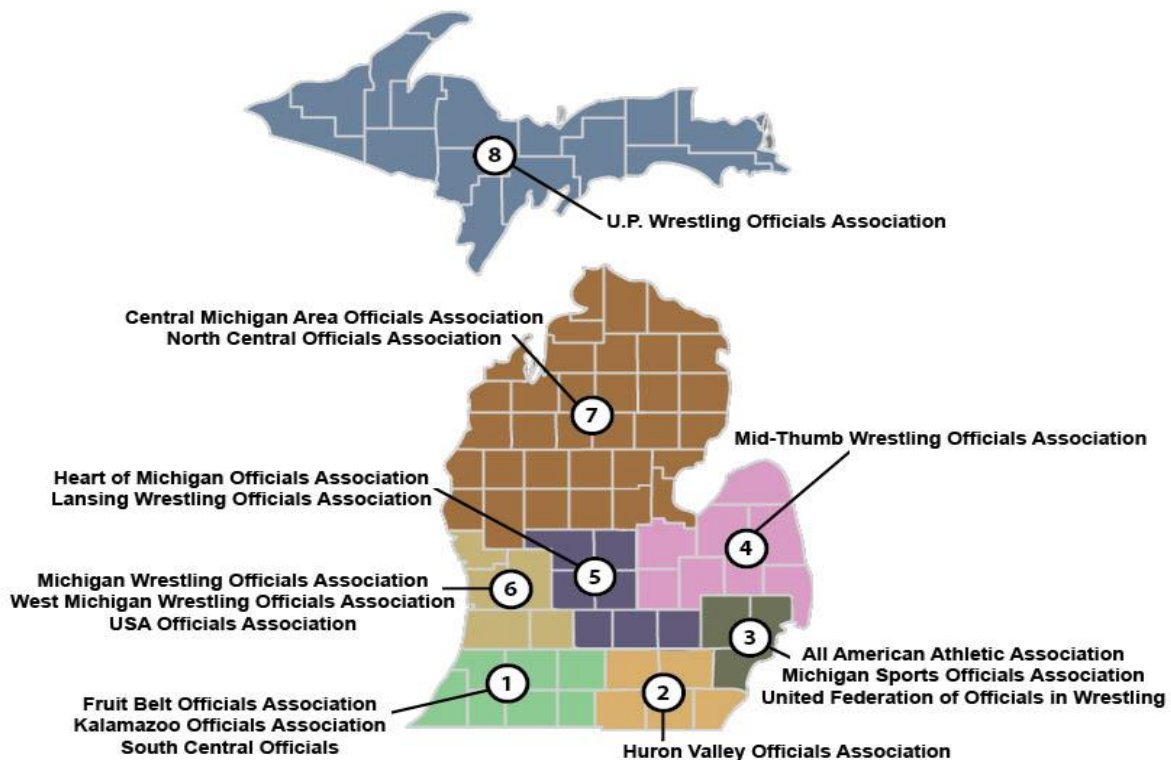 8
U.P. Wrestling Officials Association
Central Michigan Area Officials Association
North Central Officials Association
7
Mid-Thumb Wrestling Officials Association
Heart of Michigan Officials Association
Lansing Wrestling Officials Association
4
5
Michigan Wrestling Officials Association
West Michigan Wrestling Officials Association
USA Officials Association
6
3
All American Athletic Association
Michigan Sports Officials Association
United Federation of Officials in Wrestling
1
2
Fruit Belt Officials Association
Kalamazoo Officials Association
South Central Officials
Huron Valley Officials Association